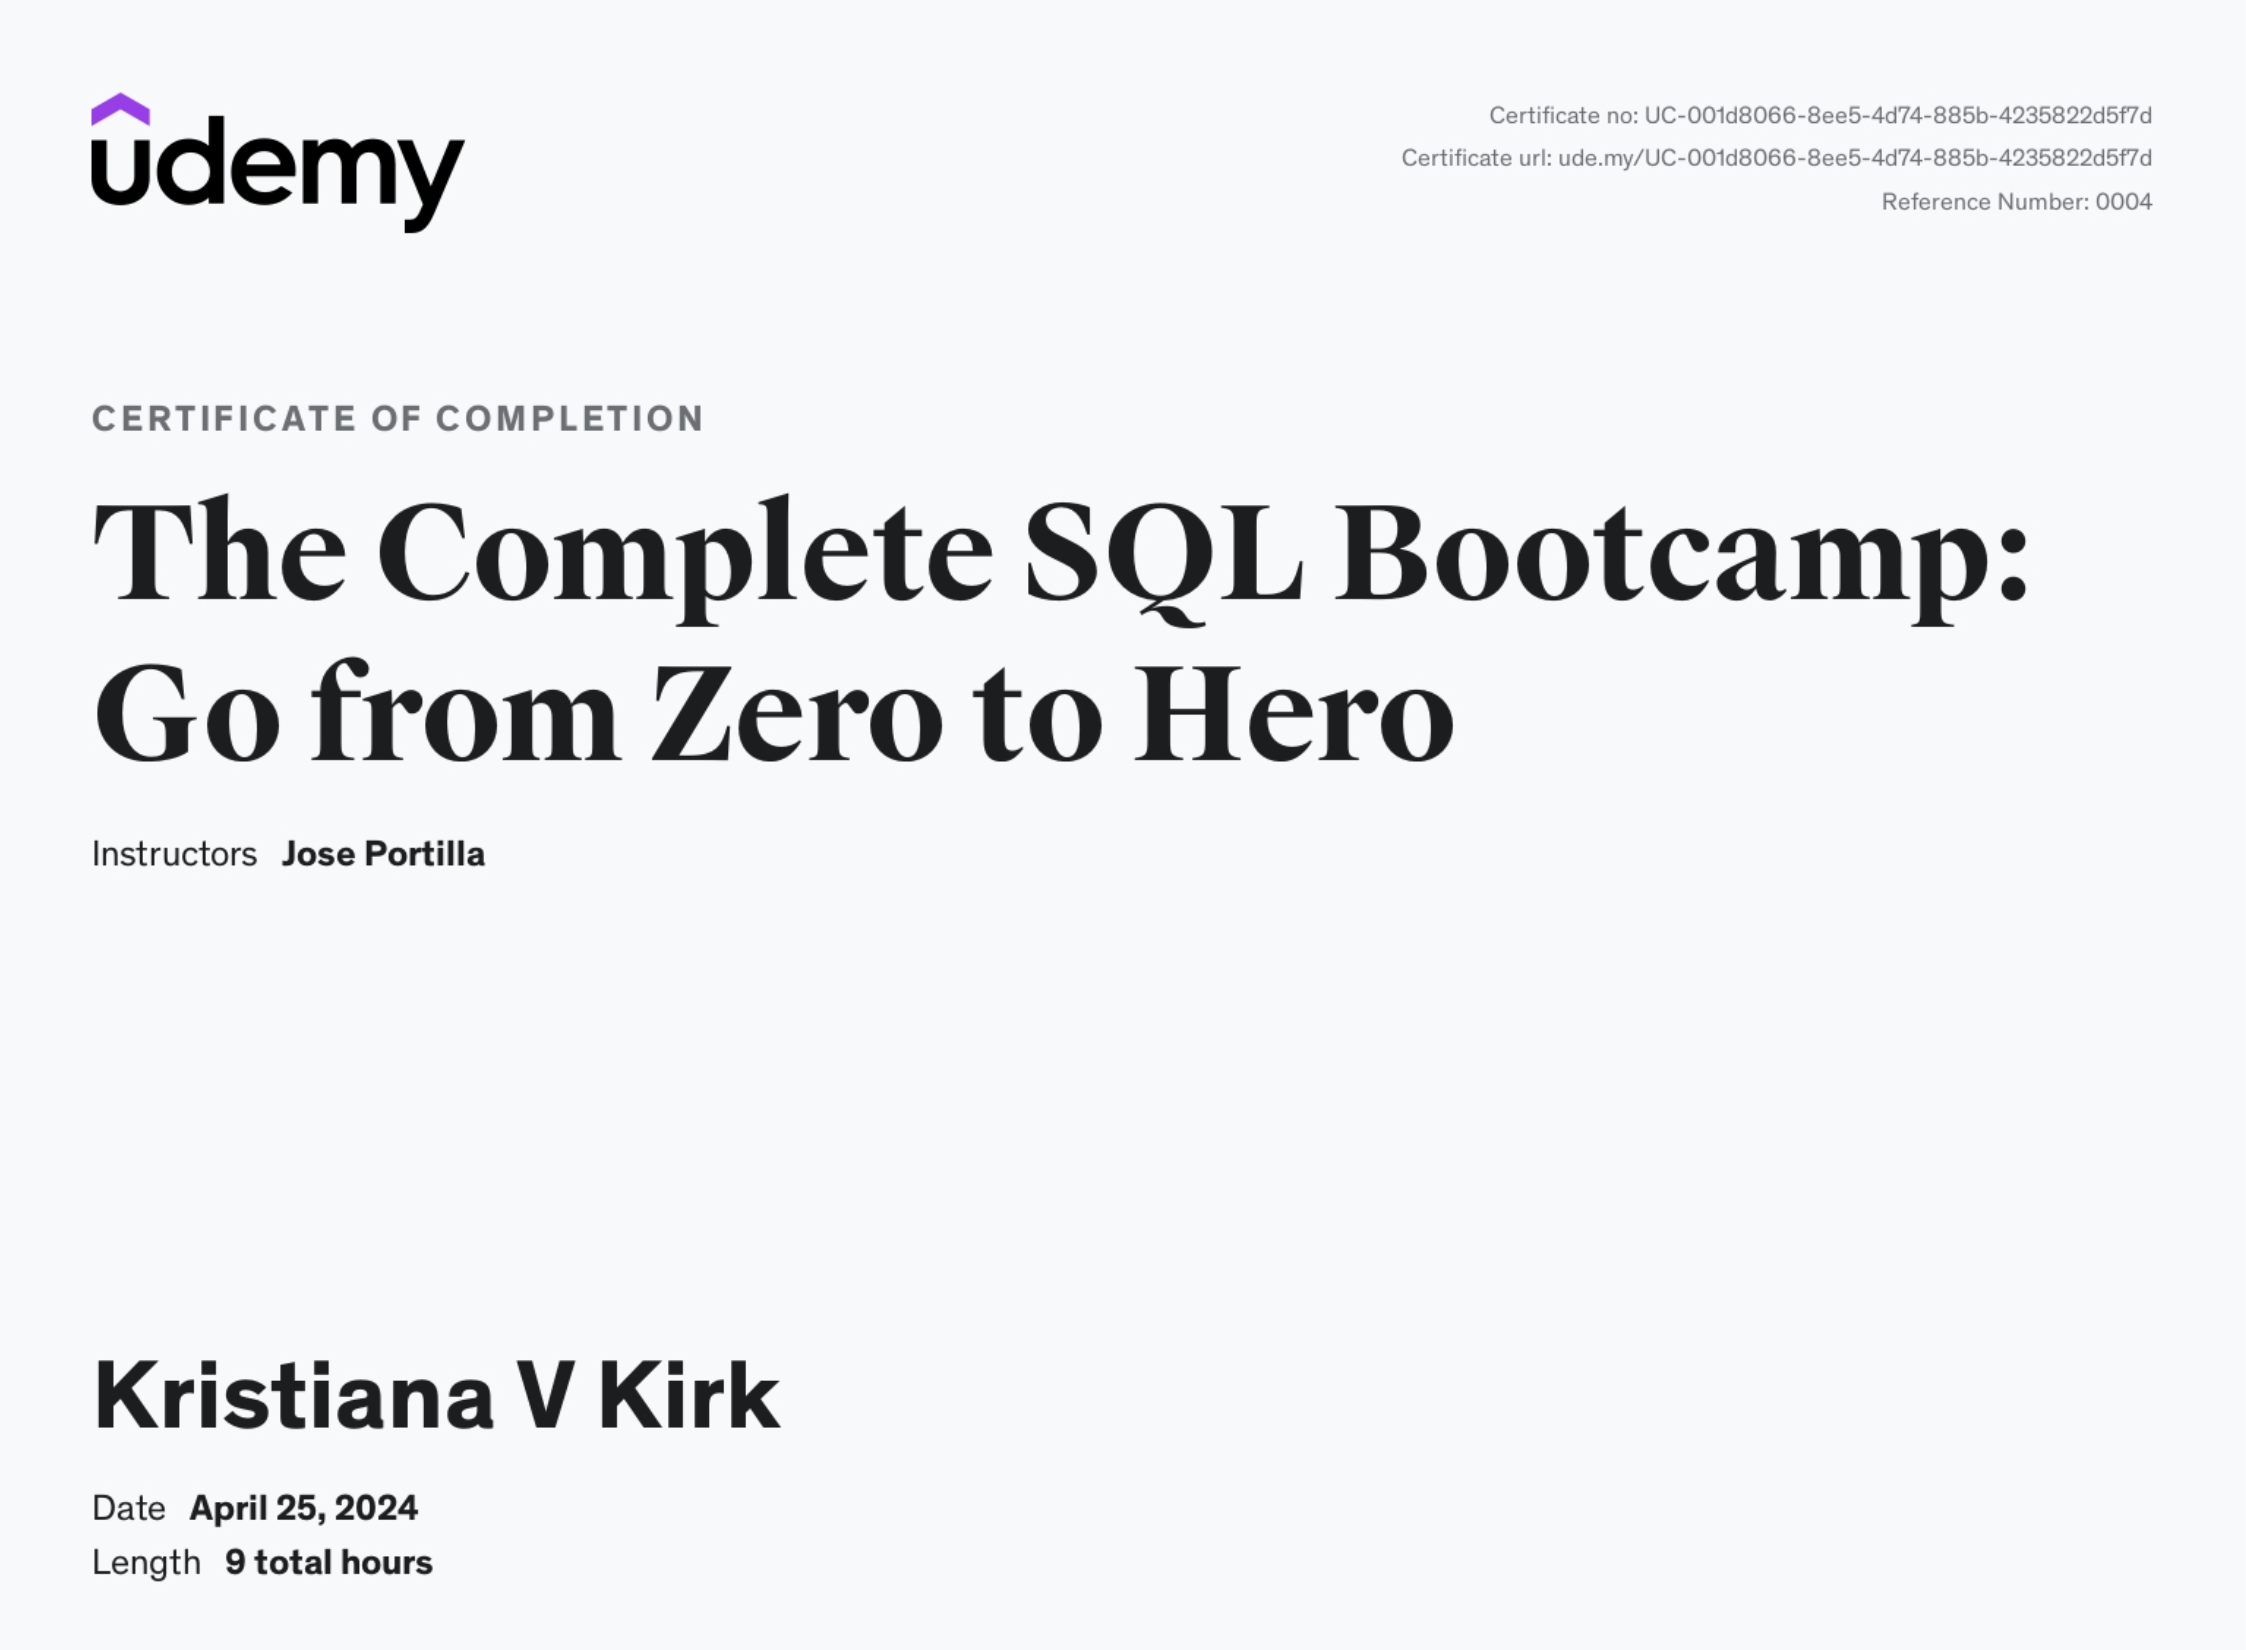 udemy
Certificate no: UC-001d8066-8ee5-4d74-885b-4235822d5f7d
Certificate url: ude.my/UC-001d8066-8ee5-4d74-885b-4235822d5f7d
Reference Number: 0004
CERTIFICATE OF COMPLETION
The Complete SQL Bootcamp:
Go from Zero to Hero
Instructors Jose Portilla
Kristiana V Kirk
Date April 25, 2024
Length 9 total hours